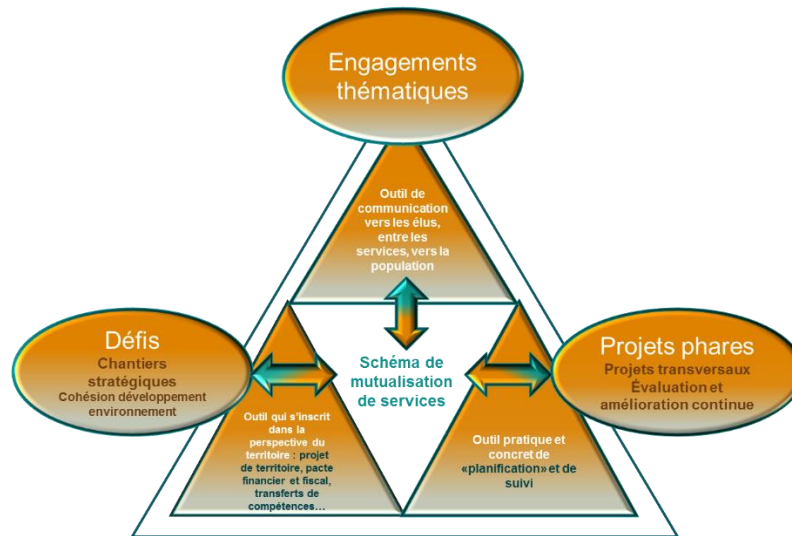 Engagements
thématiques
Outil de
communication
vers les élus,
entre les
services, vers la
population
Défis
Chantiers
stratégiques
Cohésion développement
environnement
Schéma de
mutualisation
de services
Projets phares
Projets transversaux
Évaluation et
amélioration continue
Outil qui s'inscrit
dans la
perspective du
territoire : projet
de territoire, pacte
financier et fiscal,
transferts de
compétences...
Outil pratique et
concret de
«planification» et de
suivi